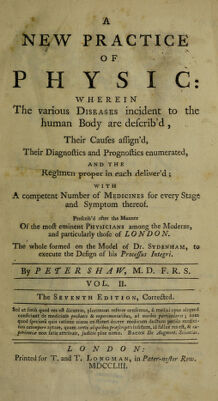 A
NEW PRACTICE
OF
PHYSIC:
WHEREIN
The various DISEASES incident to the
human Body are describ'd,
Their Causes assign'd,
Their Diagnostics and Prognostics enumerated,
AND THE
Regimen proper in each deliver'd;
WITH
A competent Number of MEDICINES for every Stage
and Symptom thereof.
Prescrib'd after the Manner
Of the most eminent PHYSICIANS among the Moderns,
and particularly those of LONDON.
The whole formed on the Model of Dr. SYDENHAM, to
execute the Design of his Processus Integri.
By PETER SHAW, M. D. F. R. S.
VOL. II.
The SEVENTH EDITION, Corrected.
BACON De Augment. Scientiar.
LONDON:
Printed for T. and T. LONGMAN, in Pater-noster Row.
MDCCLIII.